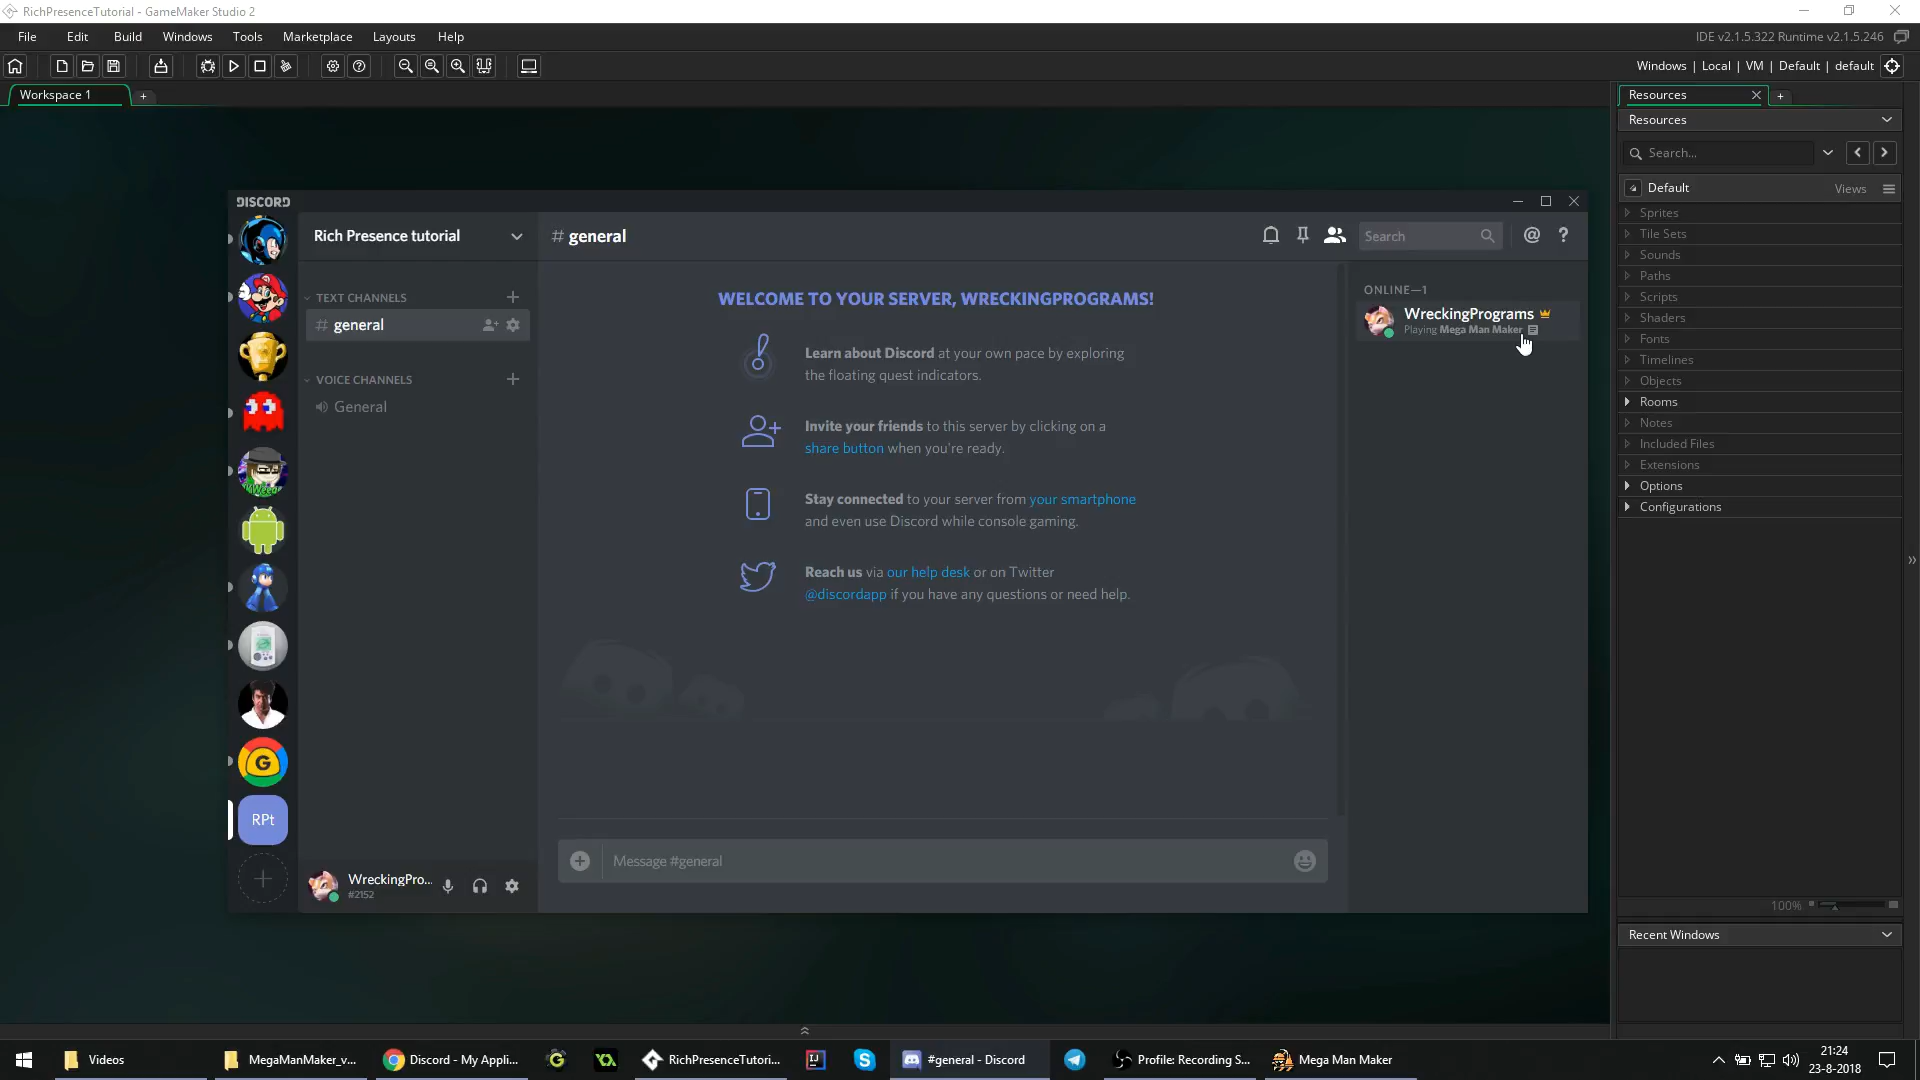 RichPresenceTutorial - GameMaker Studio 2
File Edit Build Windows Tools Marketplace Layouts Help
IDE v2.1.5.322 Runtime v2.1.5.246
Windows | Local | VM | Default | default
Workspace 1 +
Resources
Resources
Search...
Default Views
Sprites
Tile Sets
Sounds
Paths
Scripts
Shaders
Fonts
Timelines
Objects
Rooms
Notes
Included Files
Extensions
Options
Configurations
100%
Recent Windows
DISCORD
Rich Presence tutorial
# general
Search
@ ?
TEXT CHANNELS
# general
VOICE CHANNELS
General
WELCOME TO YOUR SERVER, WRECKINGPROGRAMS!
Learn about Discord at your own pace by exploring
the floating quest indicators.
Invite your friends to this server by clicking on a
share button when you're ready.
Stay connected to your server from your smartphone
and even use Discord while console gaming.
Reach us via our help desk or on Twitter
@discordapp if you have any questions or need help.
ONLINE—1
WreckingPrograms
Playing Mega Man Maker
G
RPt
WreckingPro...
#2152
Message #general
Videos
MegaManMaker_v...
Discord - My Appli...
RichPresenceTutori...
#general - Discord
Profile: Recording S...
Mega Man Maker
21:24
23-8-2018